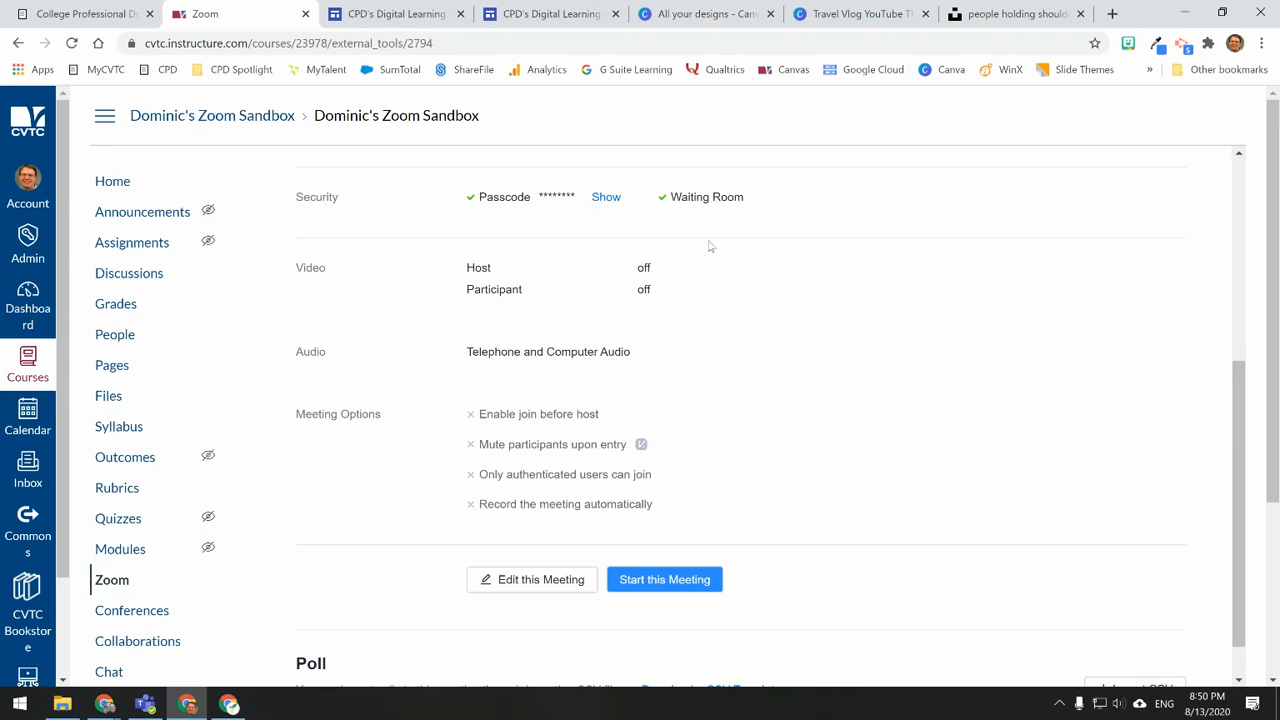 College Professional Des
Zoom
CPD's Digital Learning
CPD's Digital Learning
All your designs - Can
Travel Vlog YouTube Th
people holding should
cvtc.instructure.com/courses/23978/external_tools/2794
Apps
MyCVTC
CPD
CPD Spotlight
MyTalent
SumTotal
ShareFile
Analytics
G Suite Learning
Qualtrics
Canvas
Google Cloud
Canva
WinX
Slide Themes
»
Other bookmarks
CVTC
Account
Admin
Dashboa
rd
Courses
Calendar
Inbox
Common
s
CVTC
Bookstor
e
Dominic's Zoom Sandbox › Dominic's Zoom Sandbox
Home
Announcements
Assignments
Discussions
Grades
People
Pages
Files
Syllabus
Outcomes
Rubrics
Quizzes
Modules
Zoom
Conferences
Collaborations
Chat
Security
Passcode ******** Show
Waiting Room
Video
Host off
Participant off
Audio
Telephone and Computer Audio
Meeting Options
Enable join before host
Mute participants upon entry
Only authenticated users can join
Record the meeting automatically
Edit this Meeting
Start this Meeting
Poll
8:50 PM
8/13/2020